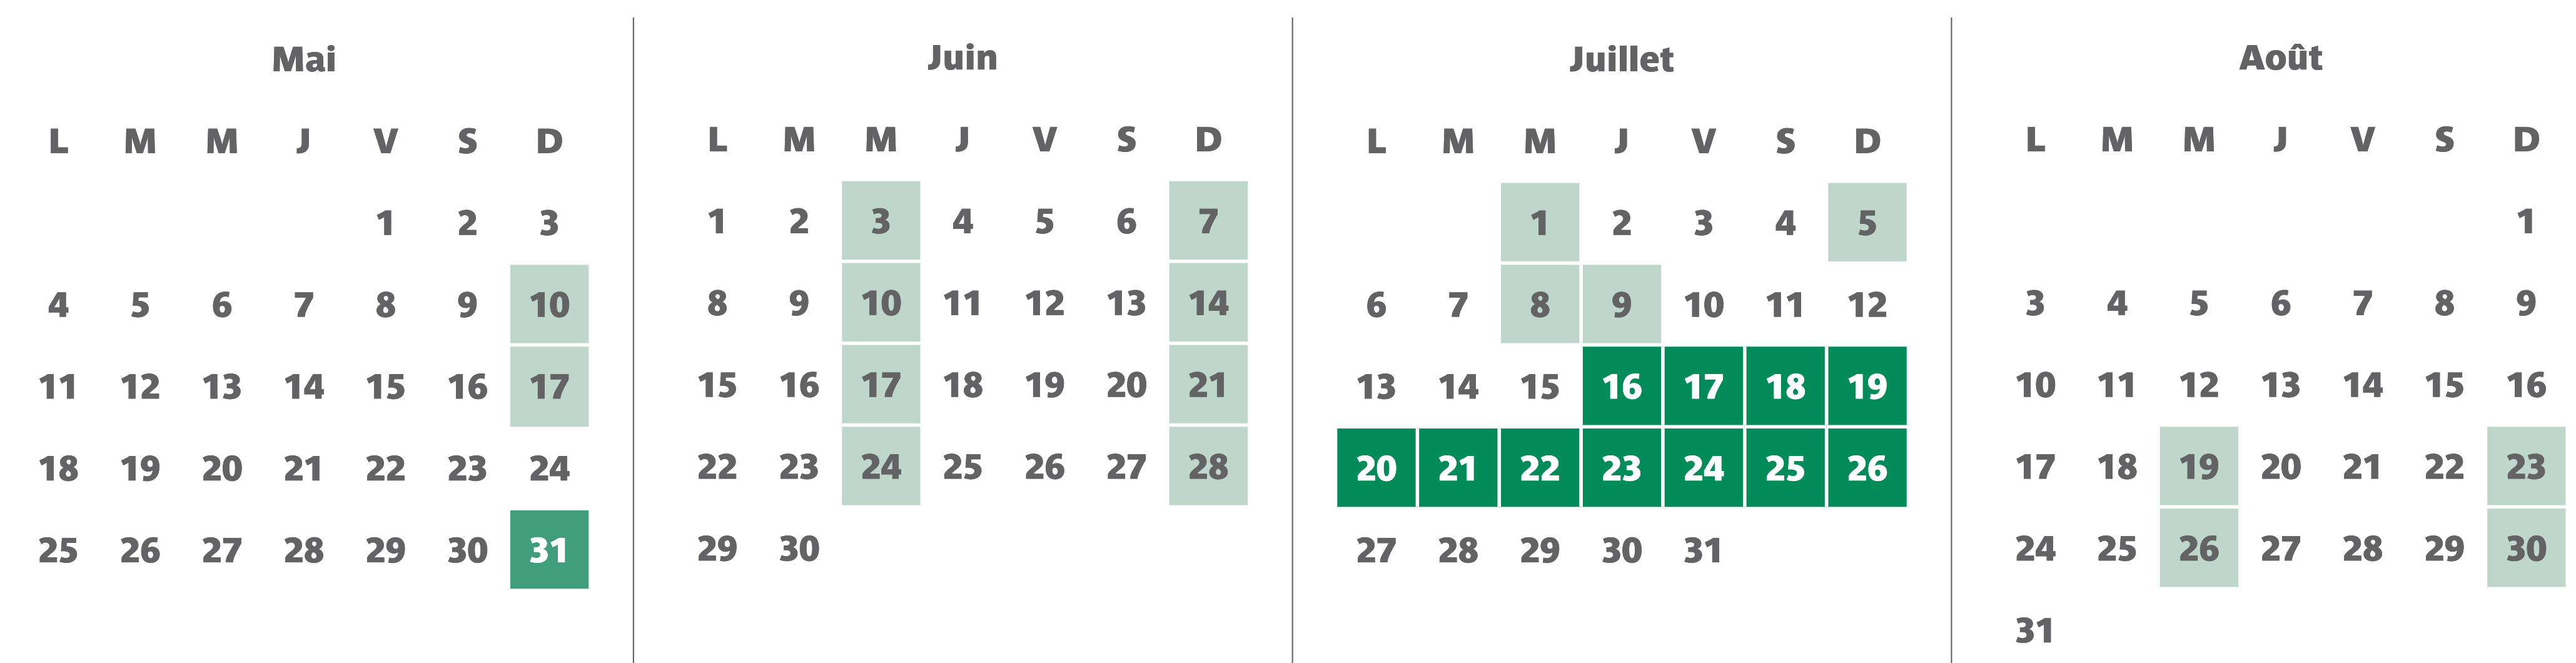 Mai
L M M J V S D
1 2 3
4 5 6 7 8 9 10
11 12 13 14 15 16 17
18 19 20 21 22 23 24
25 26 27 28 29 30 31
Juin
L M M J V S D
1 2 3 4 5 6 7
8 9 10 11 12 13 14
15 16 17 18 19 20 21
22 23 24 25 26 27 28
29 30
Juillet
L M M J V S D
1 2 3 4 5
6 7 8 9 10 11 12
13 14 15 16 17 18 19
20 21 22 23 24 25 26
27 28 29 30 31
Août
L M M J V S D
1
3 4 5 6 7 8 9
10 11 12 13 14 15 16
17 18 19 20 21 22 23
24 25 26 27 28 29 30
31